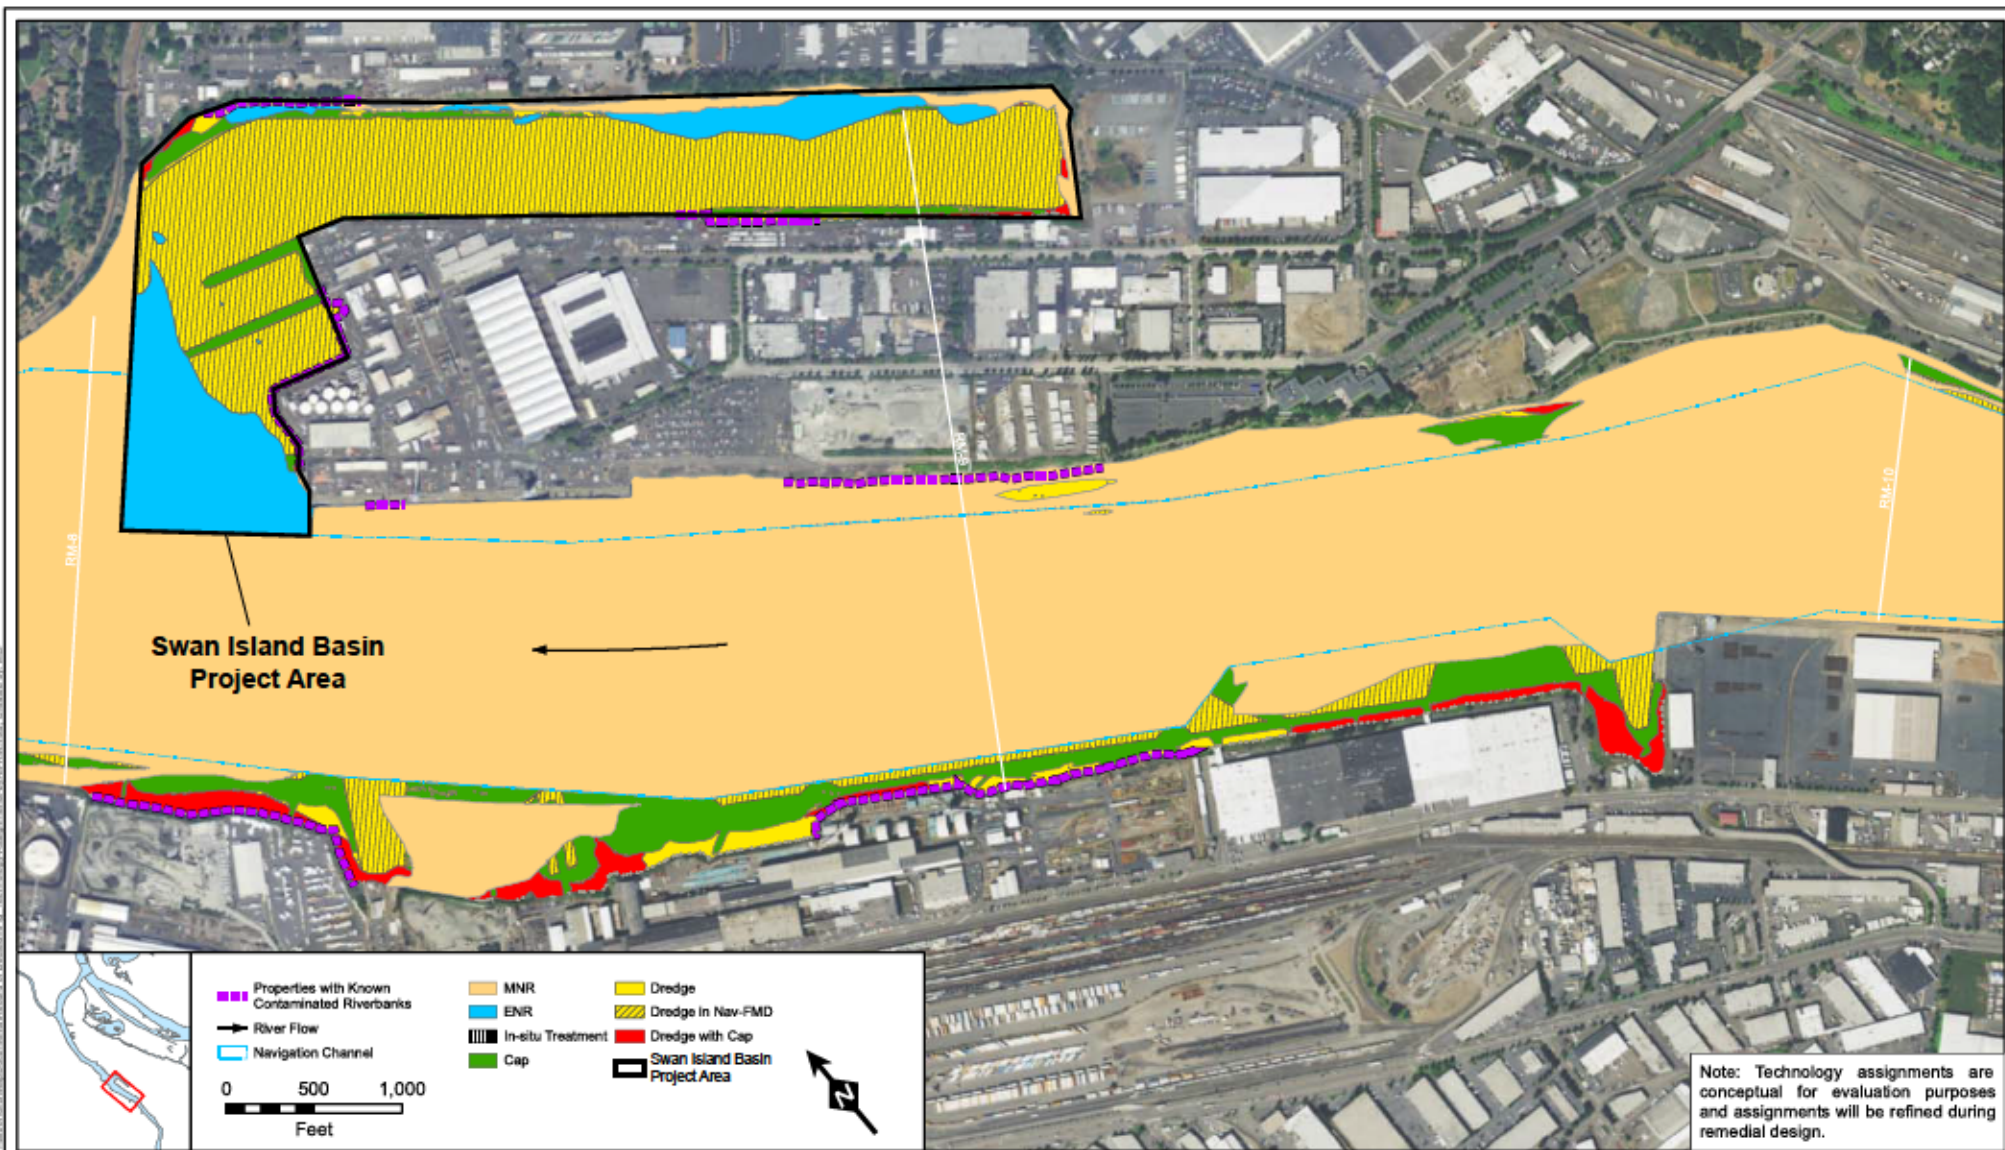 RM-8
RM-9
RM-10
Swan Island Basin
Project Area
Properties with Known
Contaminated Riverbanks
River Flow
Navigation Channel
0 500 1,000
Feet
MNR
ENR
In-situ Treatment
Cap
Dredge
Dredge in Nav-FMD
Dredge with Cap
Swan Island Basin
Project Area
N
Note: Technology assignments are
conceptual for evaluation purposes
and assignments will be refined during
remedial design.